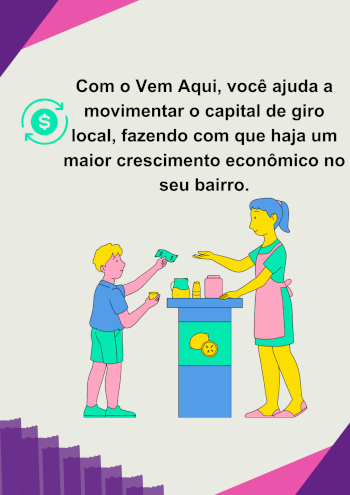 Com o Vem Aqui, você ajuda a
movimentar o capital de giro
local, fazendo com que haja um
maior crescimento econômico no
seu bairro.
$